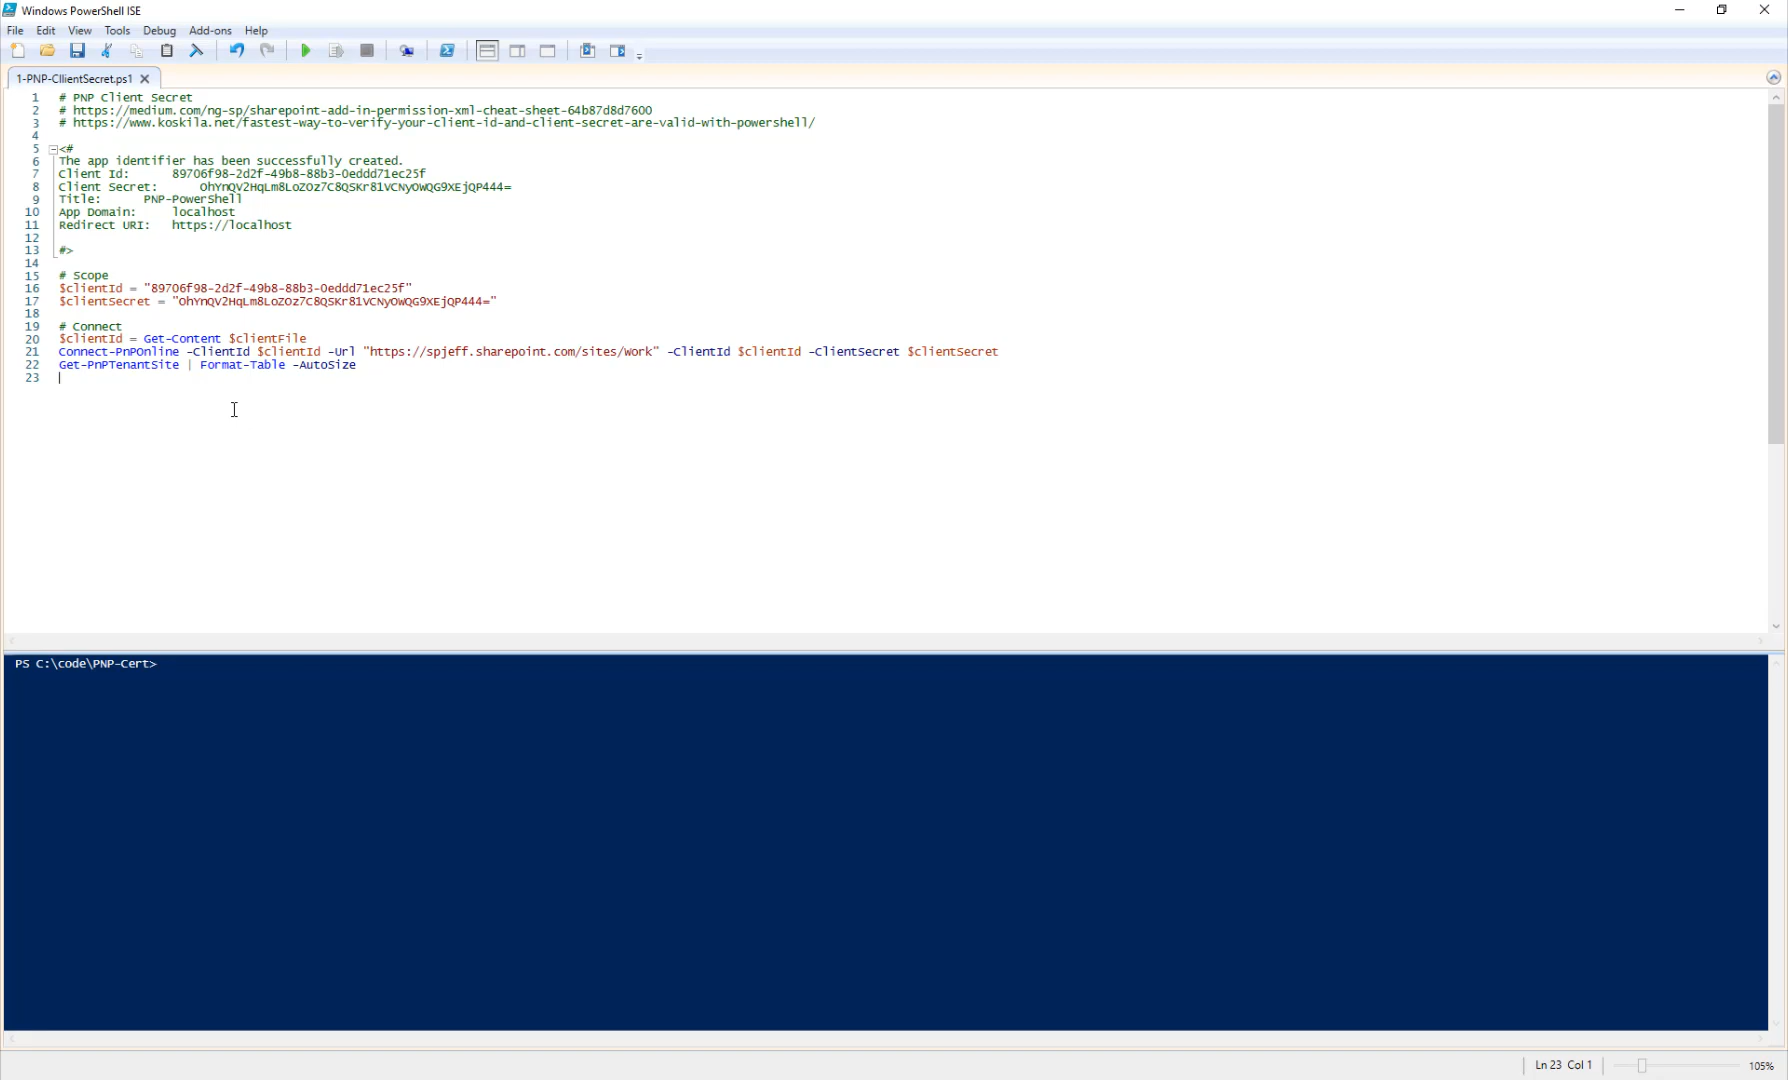 Windows PowerShell ISE
File Edit View Tools Debug Add-ons Help
1-PNP-ClientSecret.ps1
1 # PNP Client Secret
2 # https://medium.com/ng-sp/sharepoint-add-in-permission-xml-cheat-sheet-64b87d8d7600
3 # https://www.koskila.net/fastest-way-to-verify-your-client-id-and-client-secret-are-valid-with-powershell/
4
5 <#
6 The app identifier has been successfully created.
7 Client Id: 89706f98-2d2f-49b8-88b3-0eddd71ec25f
8 Client Secret: OhYnQV2HqLm8LoZOz7C8QSKr81VCNyOWQG9XEjQP444=
9 Title: PNP-PowerShell
10 App Domain: localhost
11 Redirect URI: https://localhost
12
13 #>
14
15 # Scope
16 $clientId = "89706f98-2d2f-49b8-88b3-0eddd71ec25f"
17 $clientSecret = "OhYnQV2HqLm8LoZOz7C8QSKr81VCNyOWQG9XEjQP444="
18
19 # Connect
20 $clientId = Get-Content $clientFile
21 Connect-PnPOnline -ClientId $clientId -Url "https://spjeff.sharepoint.com/sites/Work" -ClientId $clientId -ClientSecret $clientSecret
22 Get-PnPTenantSite | Format-Table -AutoSize
23
PS C:\code\PNP-Cert>
Ln 23 Col 1
105%